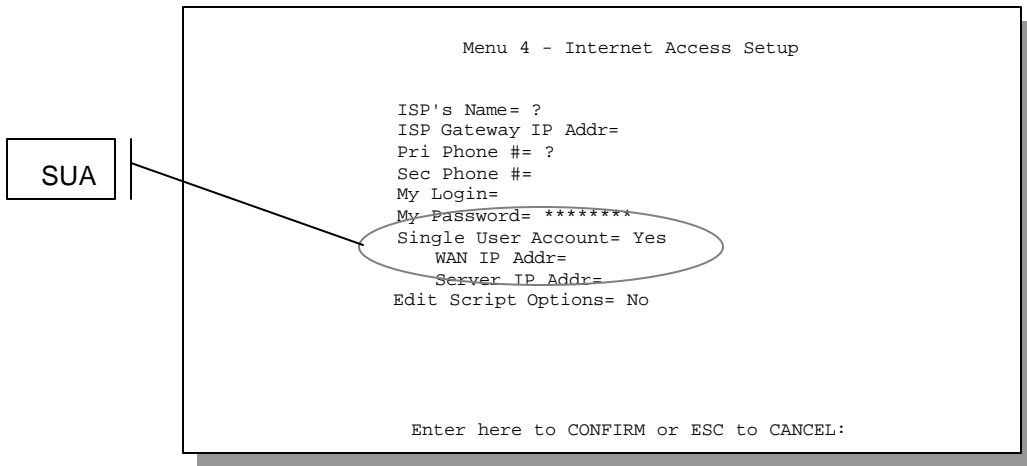 Menu 4 - Internet Access Setup
ISP's Name= ?
ISP Gateway IP Addr=
Pri Phone #= ?
Sec Phone #=
My Login=
My Password= ********
Single User Account= Yes
WAN IP Addr=
Server IP Addr=
Edit Script Options= No
Enter here to CONFIRM or ESC to CANCEL:
SUA